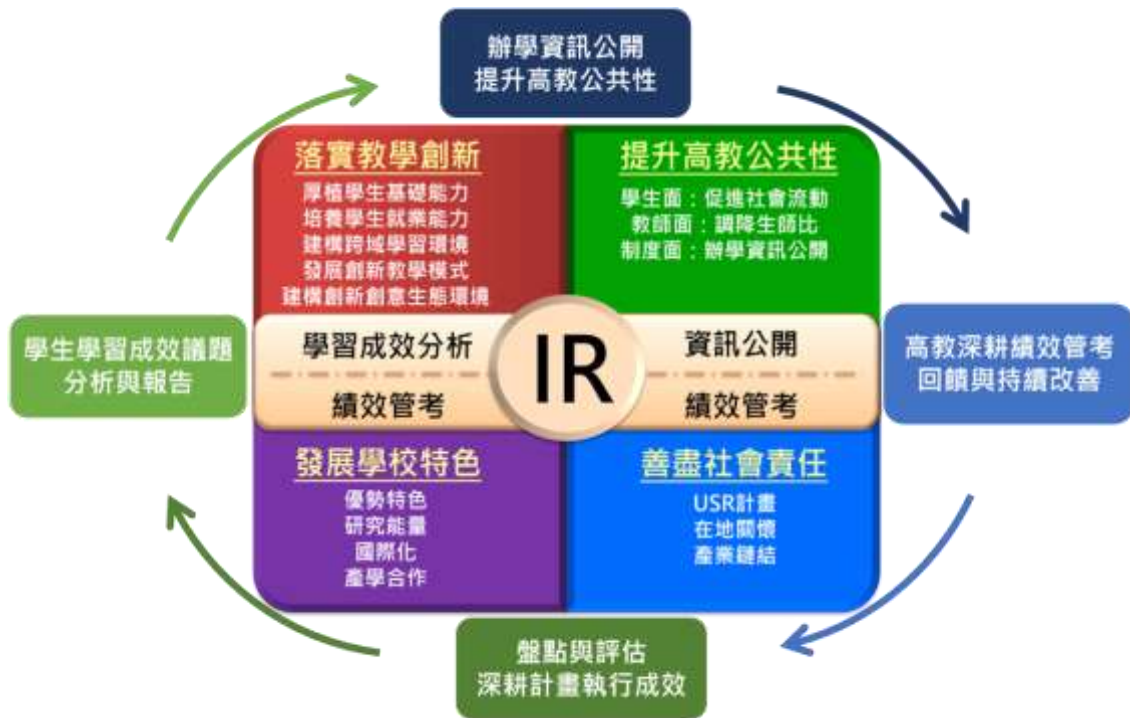 辦學資訊公開
提升高教公共性
落實教學創新
厚植學生基礎能力
培養學生就業能力
建構跨域學習環境
發展創新教學模式
建構創新創意生態環境
提升高教公共性
學生面：促進社會流動
教師面：調降生師比
制度面：辦學資訊公開
學生學習成效議題
分析與報告
學習成效分析
績效管考
IR
資訊公開
績效管考
高教深耕績效管考
回饋與持續改善
發展學校特色
優勢特色
研究能量
國際化
產學合作
善盡社會責任
USR計畫
在地關懷
產業鏈結
盤點與評估
深耕計畫執行成效